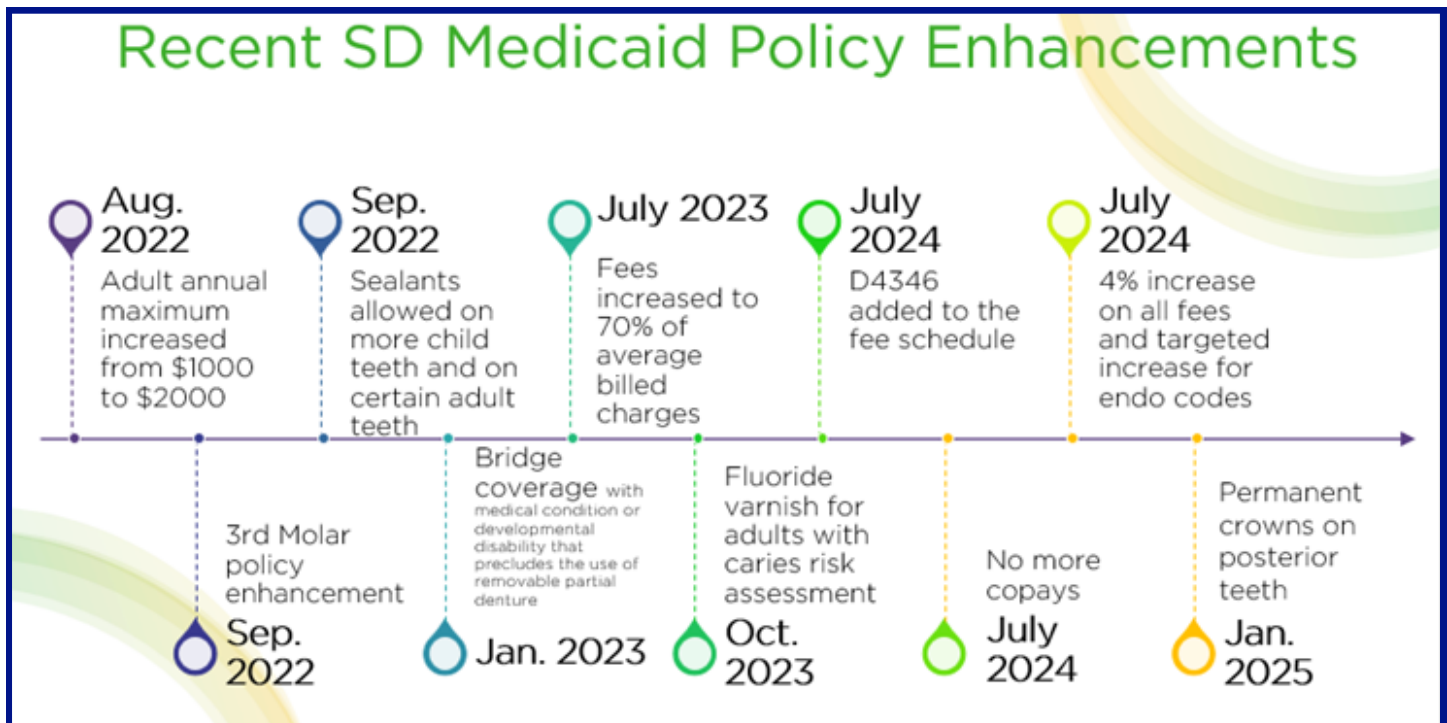 Recent SD Medicaid Policy Enhancements
Aug.
2022
Adult annual
maximum
increased
from $1000
to $2000
3rd Molar
policy
enhancement
Sep.
2022
Sep.
2022
Sealants
allowed on
more child
teeth and on
certain adult
teeth
Bridge
coverage with
medical condition or
developmental
disability that
precludes the use of
removable partial
denture
Jan. 2023
July 2023
Fees
increased to
70% of
average
billed
charges
Fluoride
varnish for
adults with
caries risk
assessment
Oct.
2023
July
2024
D4346
added to the
fee schedule
No more
copays
July
2024
July
2024
4% increase
on all fees
and targeted
increase for
endo codes
Permanent
crowns on
posterior
teeth
Jan.
2025